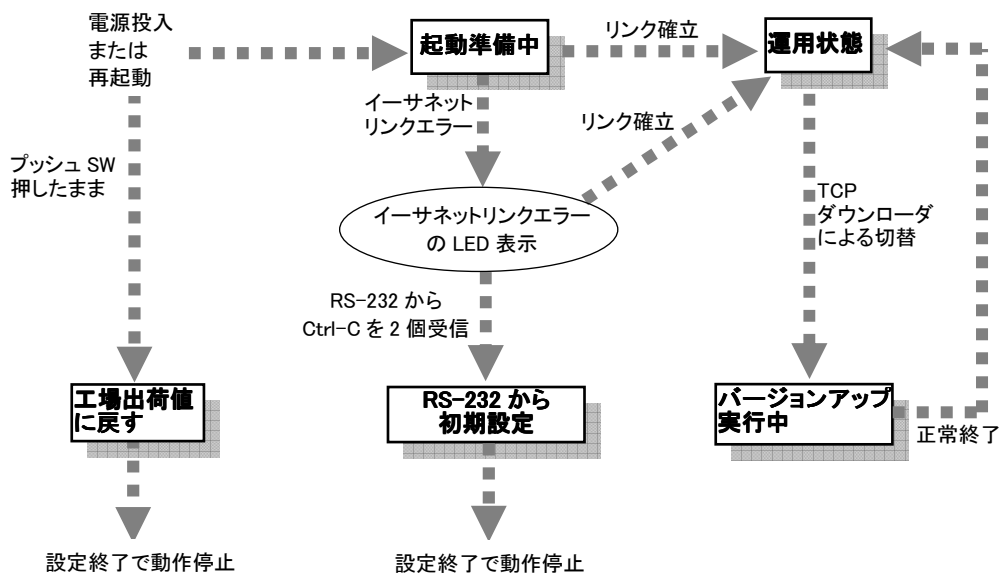 電源投入
または
再起動
起動準備中
リンク確立
運用状態
イーサネット
リンクエラー
リンク確立
プッシュ SW
押したまま
イーサネットリンクエラー
の LED 表示
TCP
ダウンローダ
による切替
RS-232 から
Ctrl-C を 2 個受信
工場出荷値
に戻す
RS-232 から
初期設定
バージョンアップ
実行中
正常終了
設定終了で動作停止
設定終了で動作停止